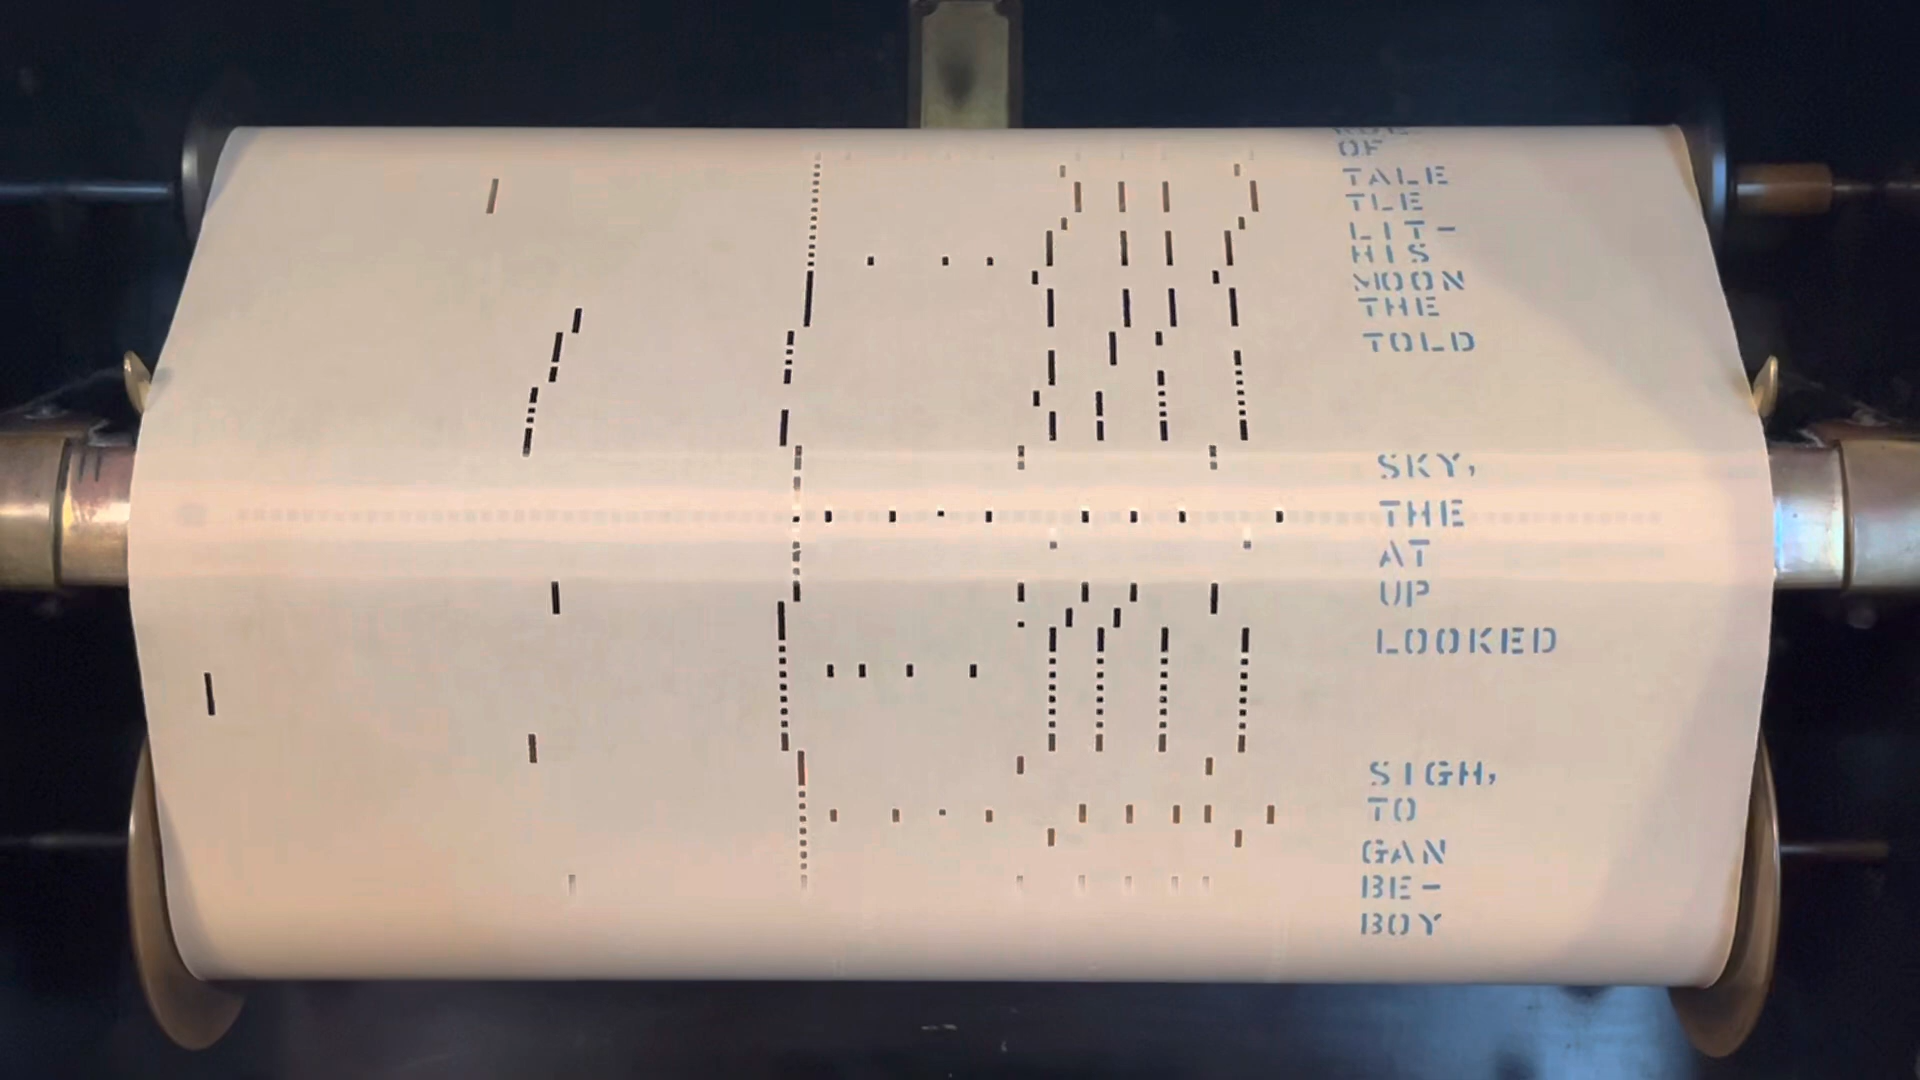 OF
TALE
TLE
LIT-
HIS
MOON
THE
TOLD
SKY,
THE
AT
UP
LOOKED
SIGH,
TO
GAN
BE-
BOY